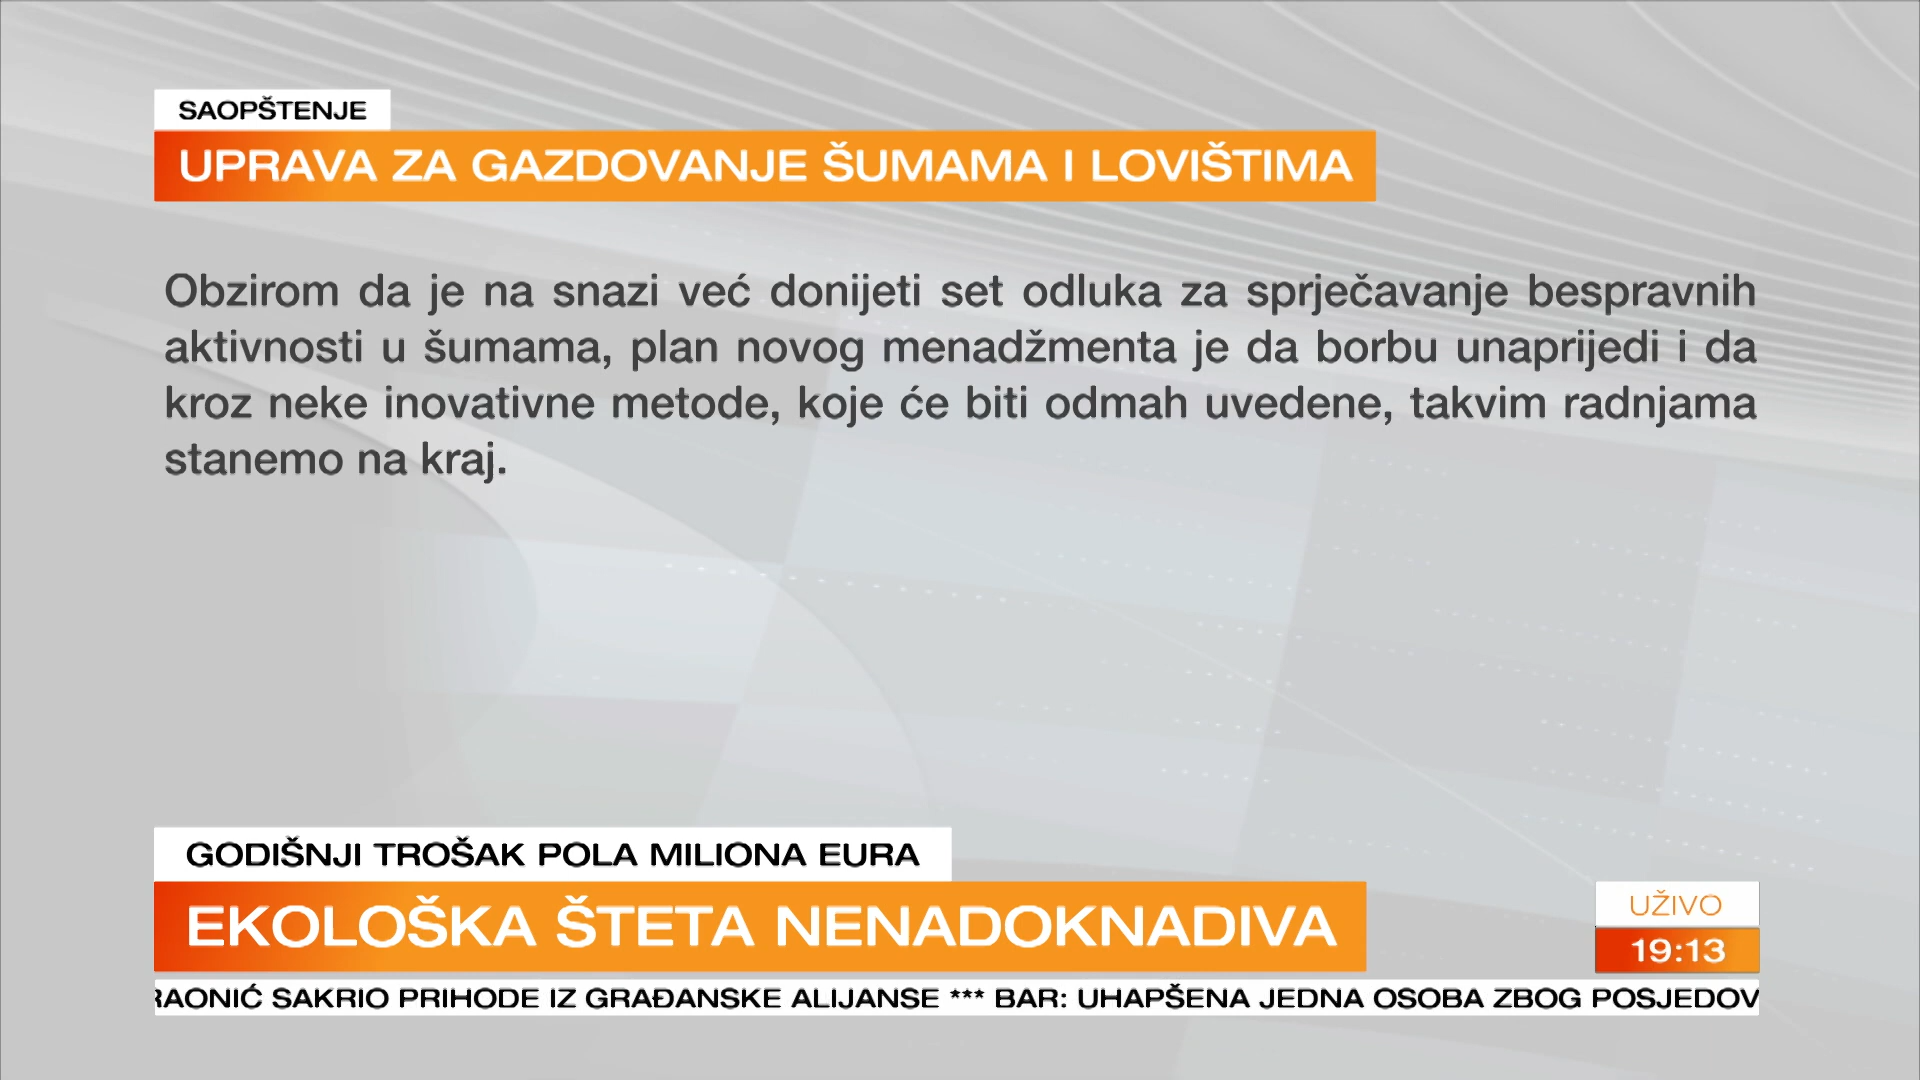 SAOPŠTENJE
UPRAVA ZA GAZDOVANJE ŠUMAMA I LOVIŠTIMA
Obzirom da je na snazi već donijeti set odluka za sprječavanje bespravnih
aktivnosti u šumama, plan novog menadžmenta je da borbu unaprijedi i da
kroz neke inovativne metode, koje će biti odmah uvedene, takvim radnjama
stanemo na kraj.
GODIŠNJI TROŠAK POLA MILIONA EURA
EKOLOŠKA ŠTETA NENADOKNADIVA
UŽIVO
19:13
RAONIĆ SAKRIO PRIHODE IZ GRAĐANSKE ALIJANSE *** BAR: UHAPŠENA JEDNA OSOBA ZBOG POSJEDOV